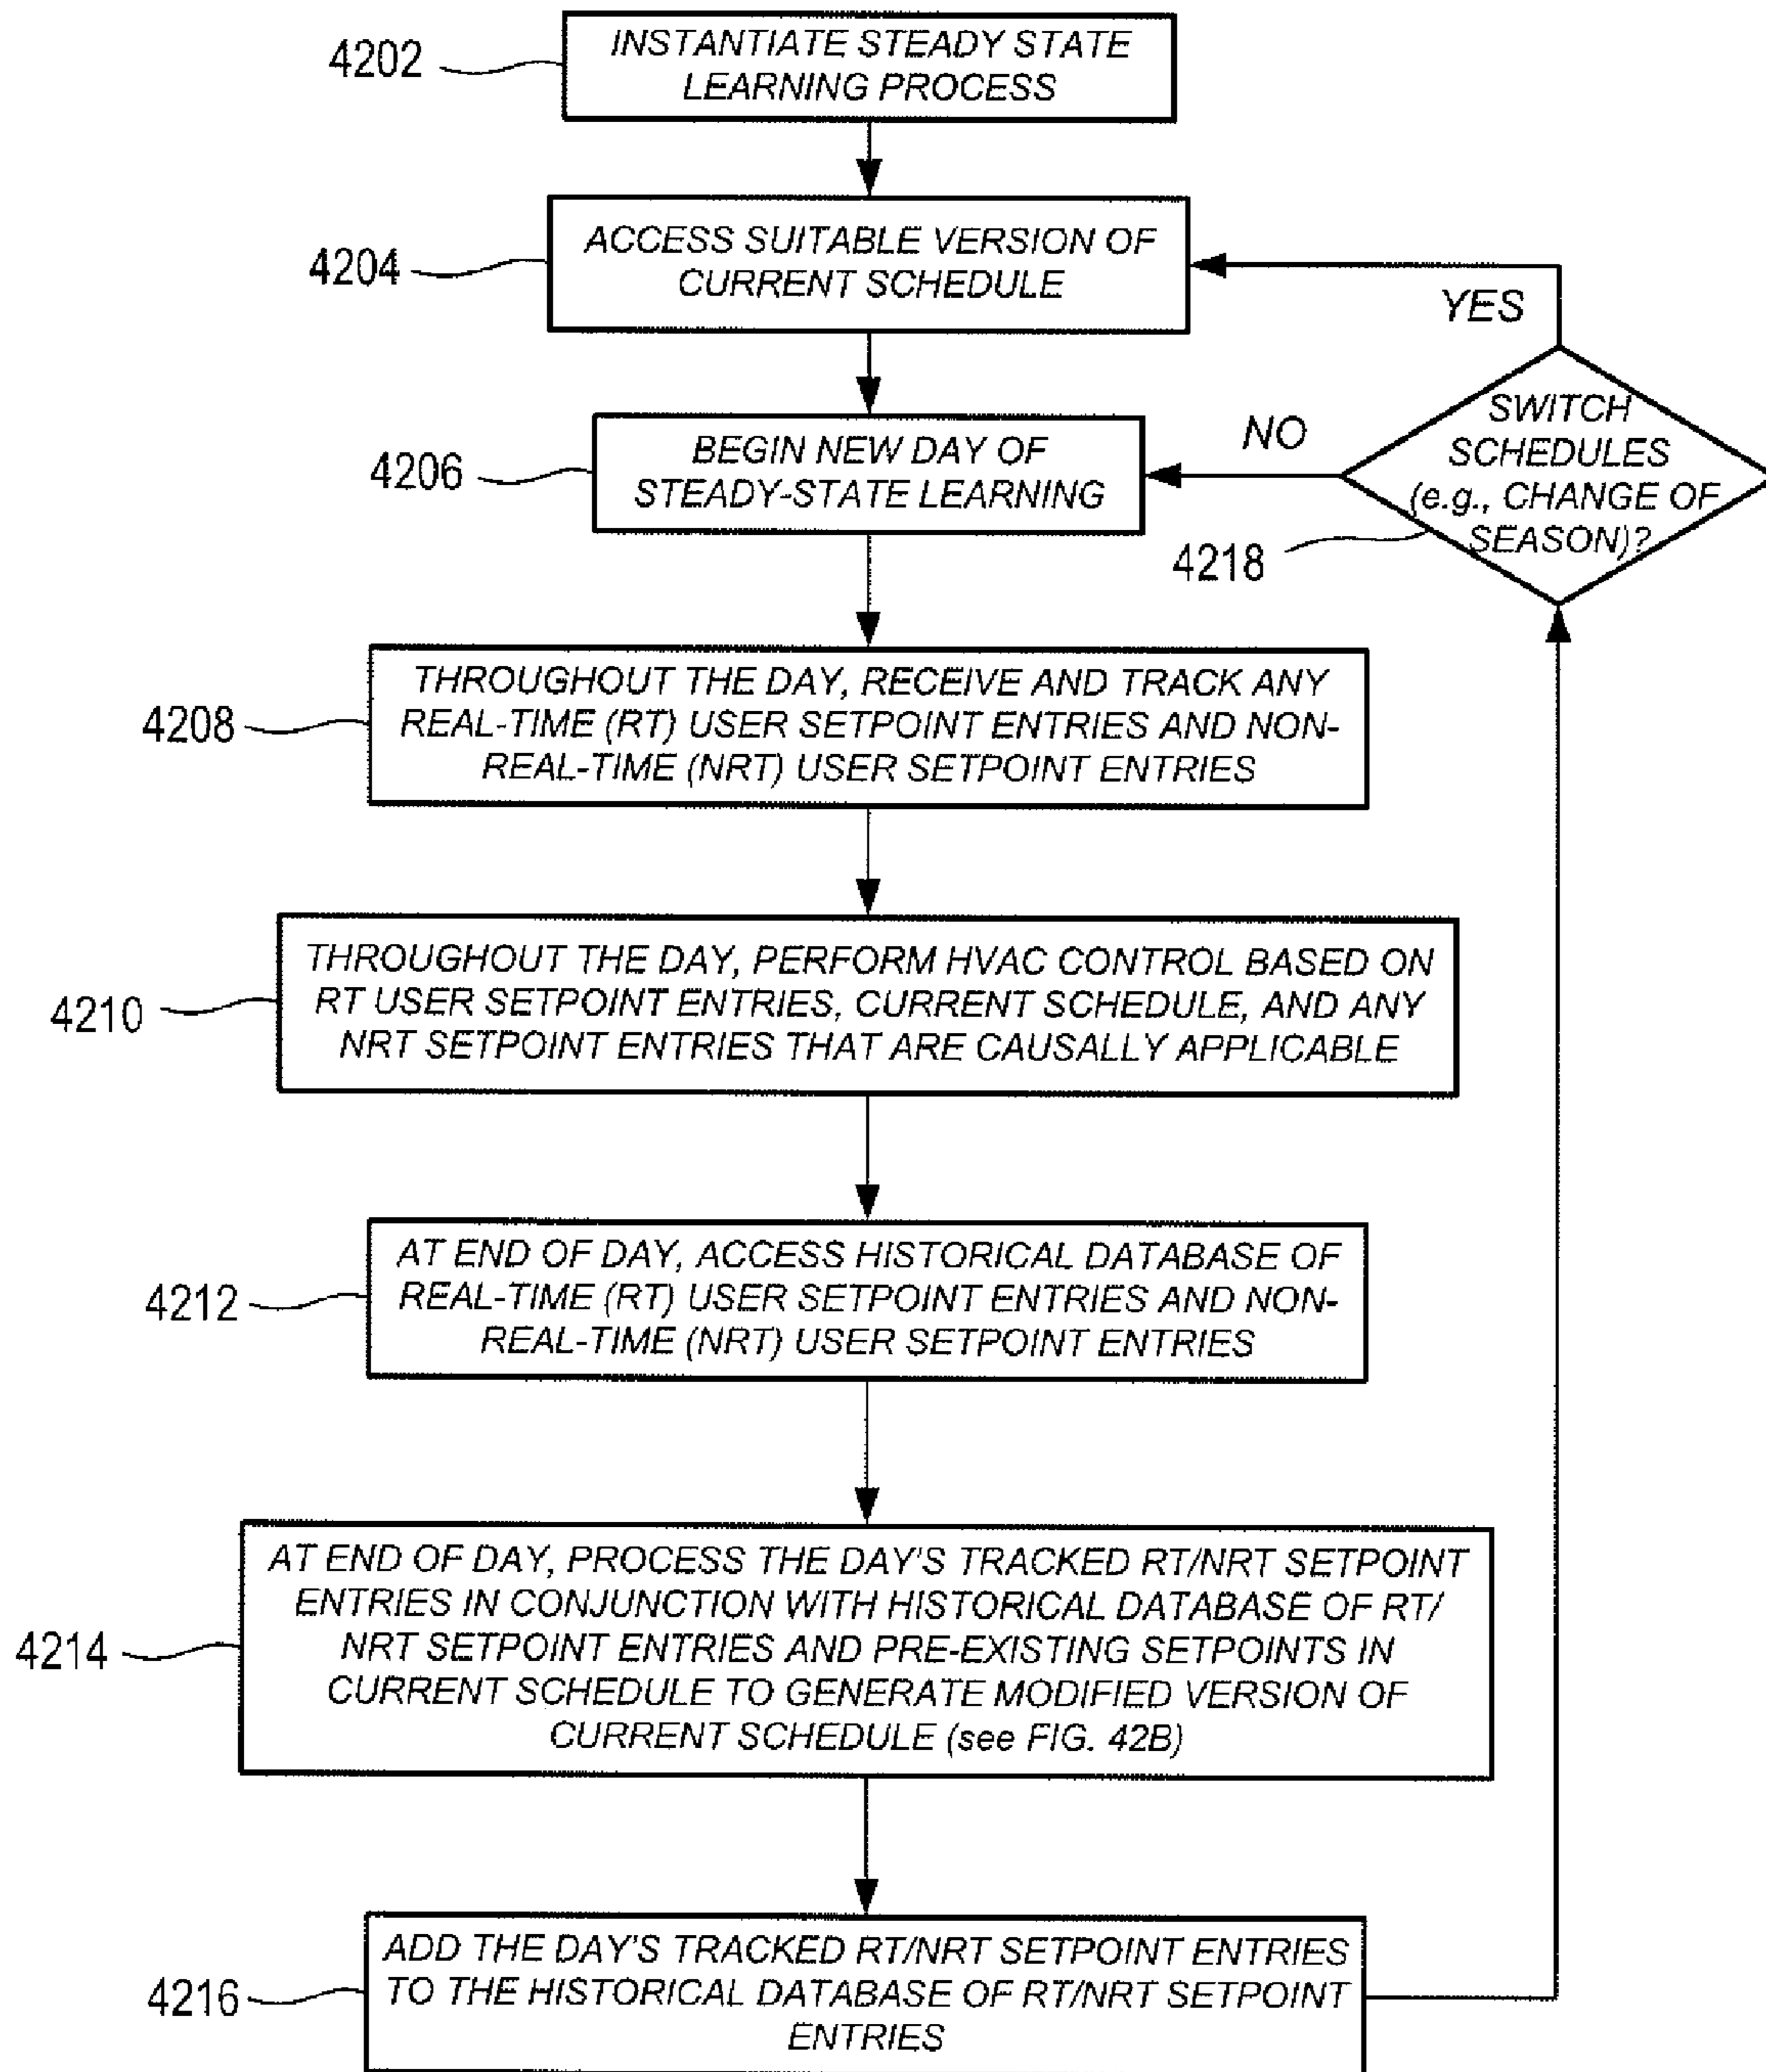 4202
INSTANTIATE STEADY STATE
LEARNING PROCESS
4204
ACCESS SUITABLE VERSION OF
CURRENT SCHEDULE
YES
4206
BEGIN NEW DAY OF
STEADY-STATE LEARNING
NO
SWITCH
SCHEDULES
(e.g., CHANGE OF
SEASON)?
4218
4208
THROUGHOUT THE DAY, RECEIVE AND TRACK ANY
REAL-TIME (RT) USER SETPOINT ENTRIES AND NON-
REAL-TIME (NRT) USER SETPOINT ENTRIES
4210
THROUGHOUT THE DAY, PERFORM HVAC CONTROL BASED ON
RT USER SETPOINT ENTRIES, CURRENT SCHEDULE, AND ANY
NRT SETPOINT ENTRIES THAT ARE CAUSALLY APPLICABLE
4212
AT END OF DAY, ACCESS HISTORICAL DATABASE OF
REAL-TIME (RT) USER SETPOINT ENTRIES AND NON-
REAL-TIME (NRT) USER SETPOINT ENTRIES
4214
AT END OF DAY, PROCESS THE DAY'S TRACKED RT/NRT SETPOINT
ENTRIES IN CONJUNCTION WITH HISTORICAL DATABASE OF RT/
NRT SETPOINT ENTRIES AND PRE-EXISTING SETPOINTS IN
CURRENT SCHEDULE TO GENERATE MODIFIED VERSION OF
CURRENT SCHEDULE (see FIG. 42B)
4216
ADD THE DAY'S TRACKED RT/NRT SETPOINT ENTRIES
TO THE HISTORICAL DATABASE OF RT/NRT SETPOINT
ENTRIES